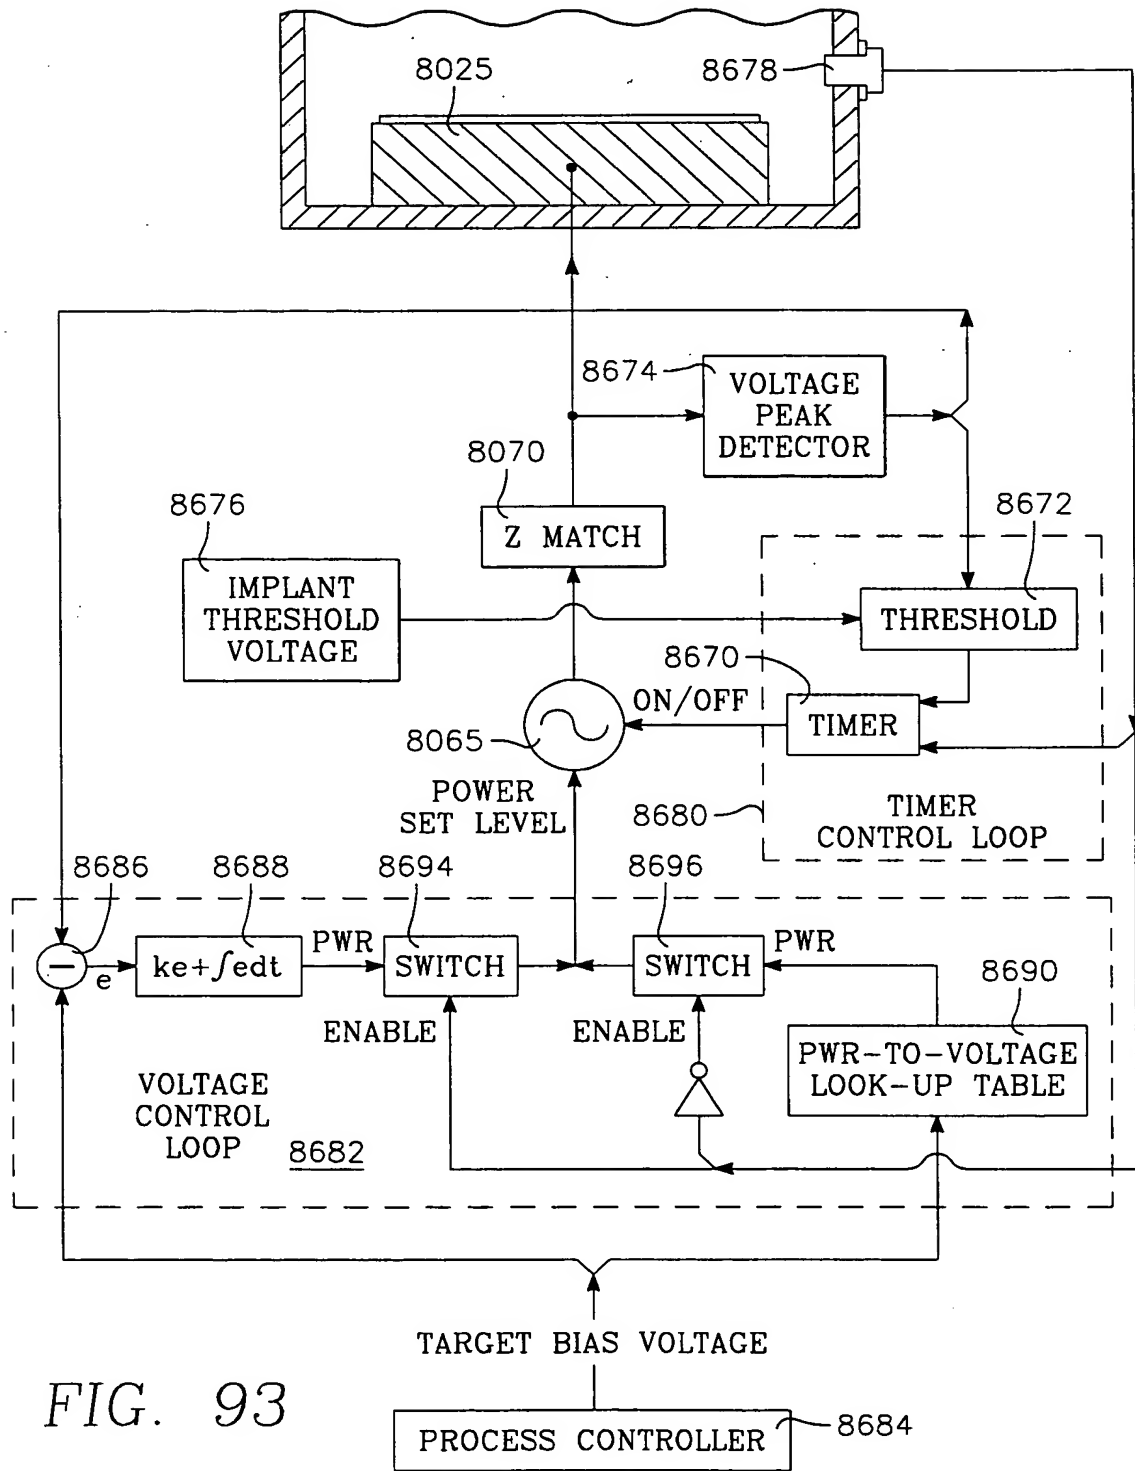 8025
8678
8674
VOLTAGE
PEAK
DETECTOR
8070
Z MATCH
8676
IMPLANT
THRESHOLD
VOLTAGE
8672
THRESHOLD
8670
ON/OFF
TIMER
8065
POWER
SET LEVEL
8680
TIMER
CONTROL LOOP
8686
8688
8694
8696
−
e
ke+∫edt
PWR
SWITCH
SWITCH
PWR
8690
ENABLE
ENABLE
PWR-TO-VOLTAGE
LOOK-UP TABLE
VOLTAGE
CONTROL
LOOP
8682
TARGET BIAS VOLTAGE
FIG. 93
PROCESS CONTROLLER
8684